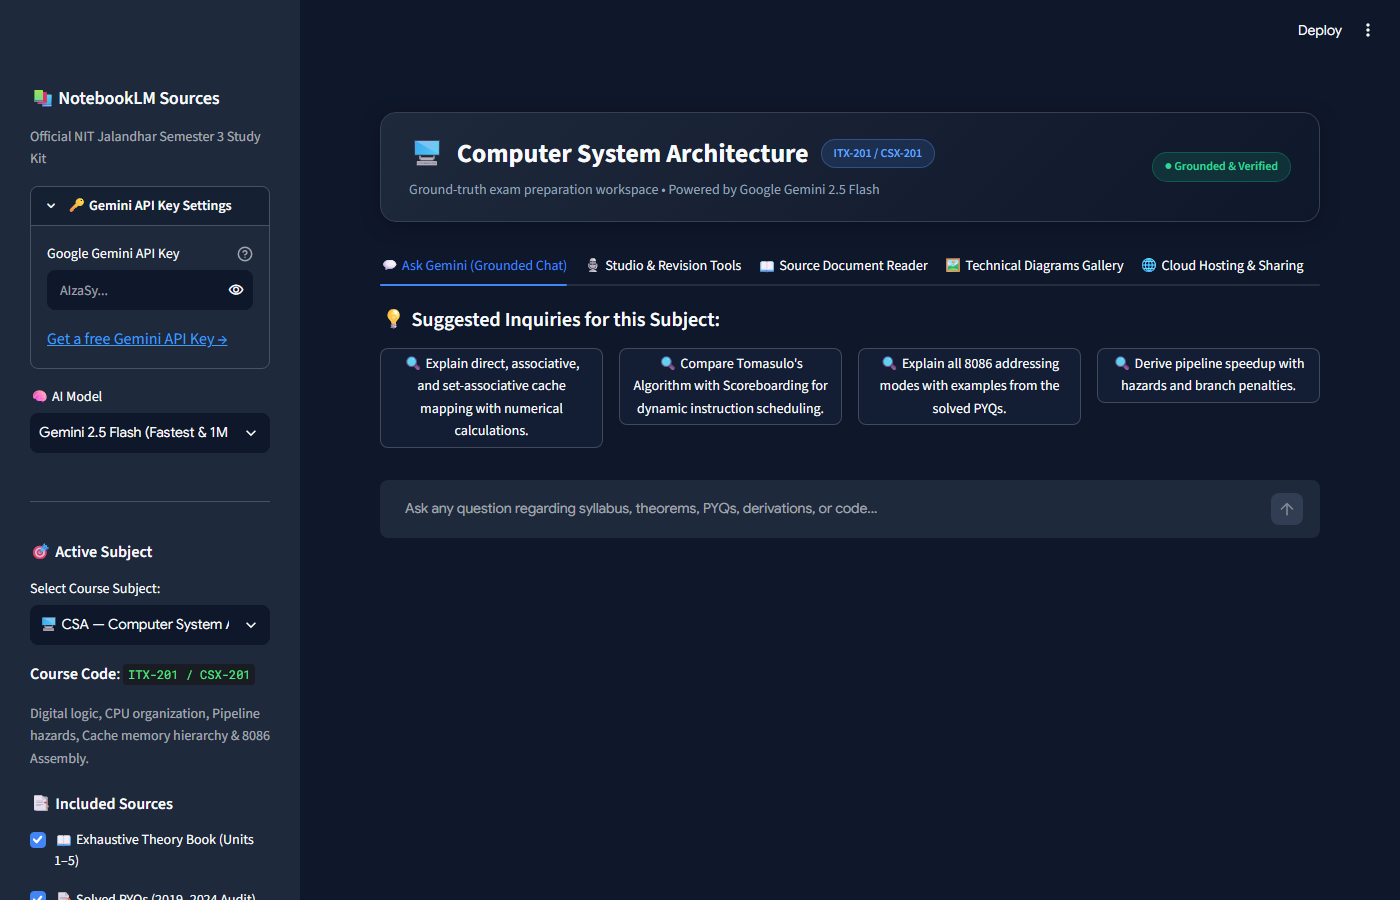 Deploy
NotebookLM Sources
Official NIT Jalandhar Semester 3 Study
Kit
Gemini API Key Settings
Google Gemini API Key
AIzaSy...
Get a free Gemini API Key →
AI Model
Gemini 2.5 Flash (Fastest & 1M
Active Subject
Select Course Subject:
CSA — Computer System A
Course Code: ITX-201 / CSX-201
Digital logic, CPU organization, Pipeline
hazards, Cache memory hierarchy & 8086
Assembly.
Included Sources
Exhaustive Theory Book (Units
1–5)
Solved PYQs (2019–2024 Audit)
Computer System Architecture
ITX-201 / CSX-201
Ground-truth exam preparation workspace • Powered by Google Gemini 2.5 Flash
Grounded & Verified
Ask Gemini (Grounded Chat)
Studio & Revision Tools
Source Document Reader
Technical Diagrams Gallery
Cloud Hosting & Sharing
Suggested Inquiries for this Subject:
Explain direct, associative,
and set-associative cache
mapping with numerical
calculations.
Compare Tomasulo's
Algorithm with Scoreboarding for
dynamic instruction scheduling.
Explain all 8086 addressing
modes with examples from the
solved PYQs.
Derive pipeline speedup with
hazards and branch penalties.
Ask any question regarding syllabus, theorems, PYQs, derivations, or code...